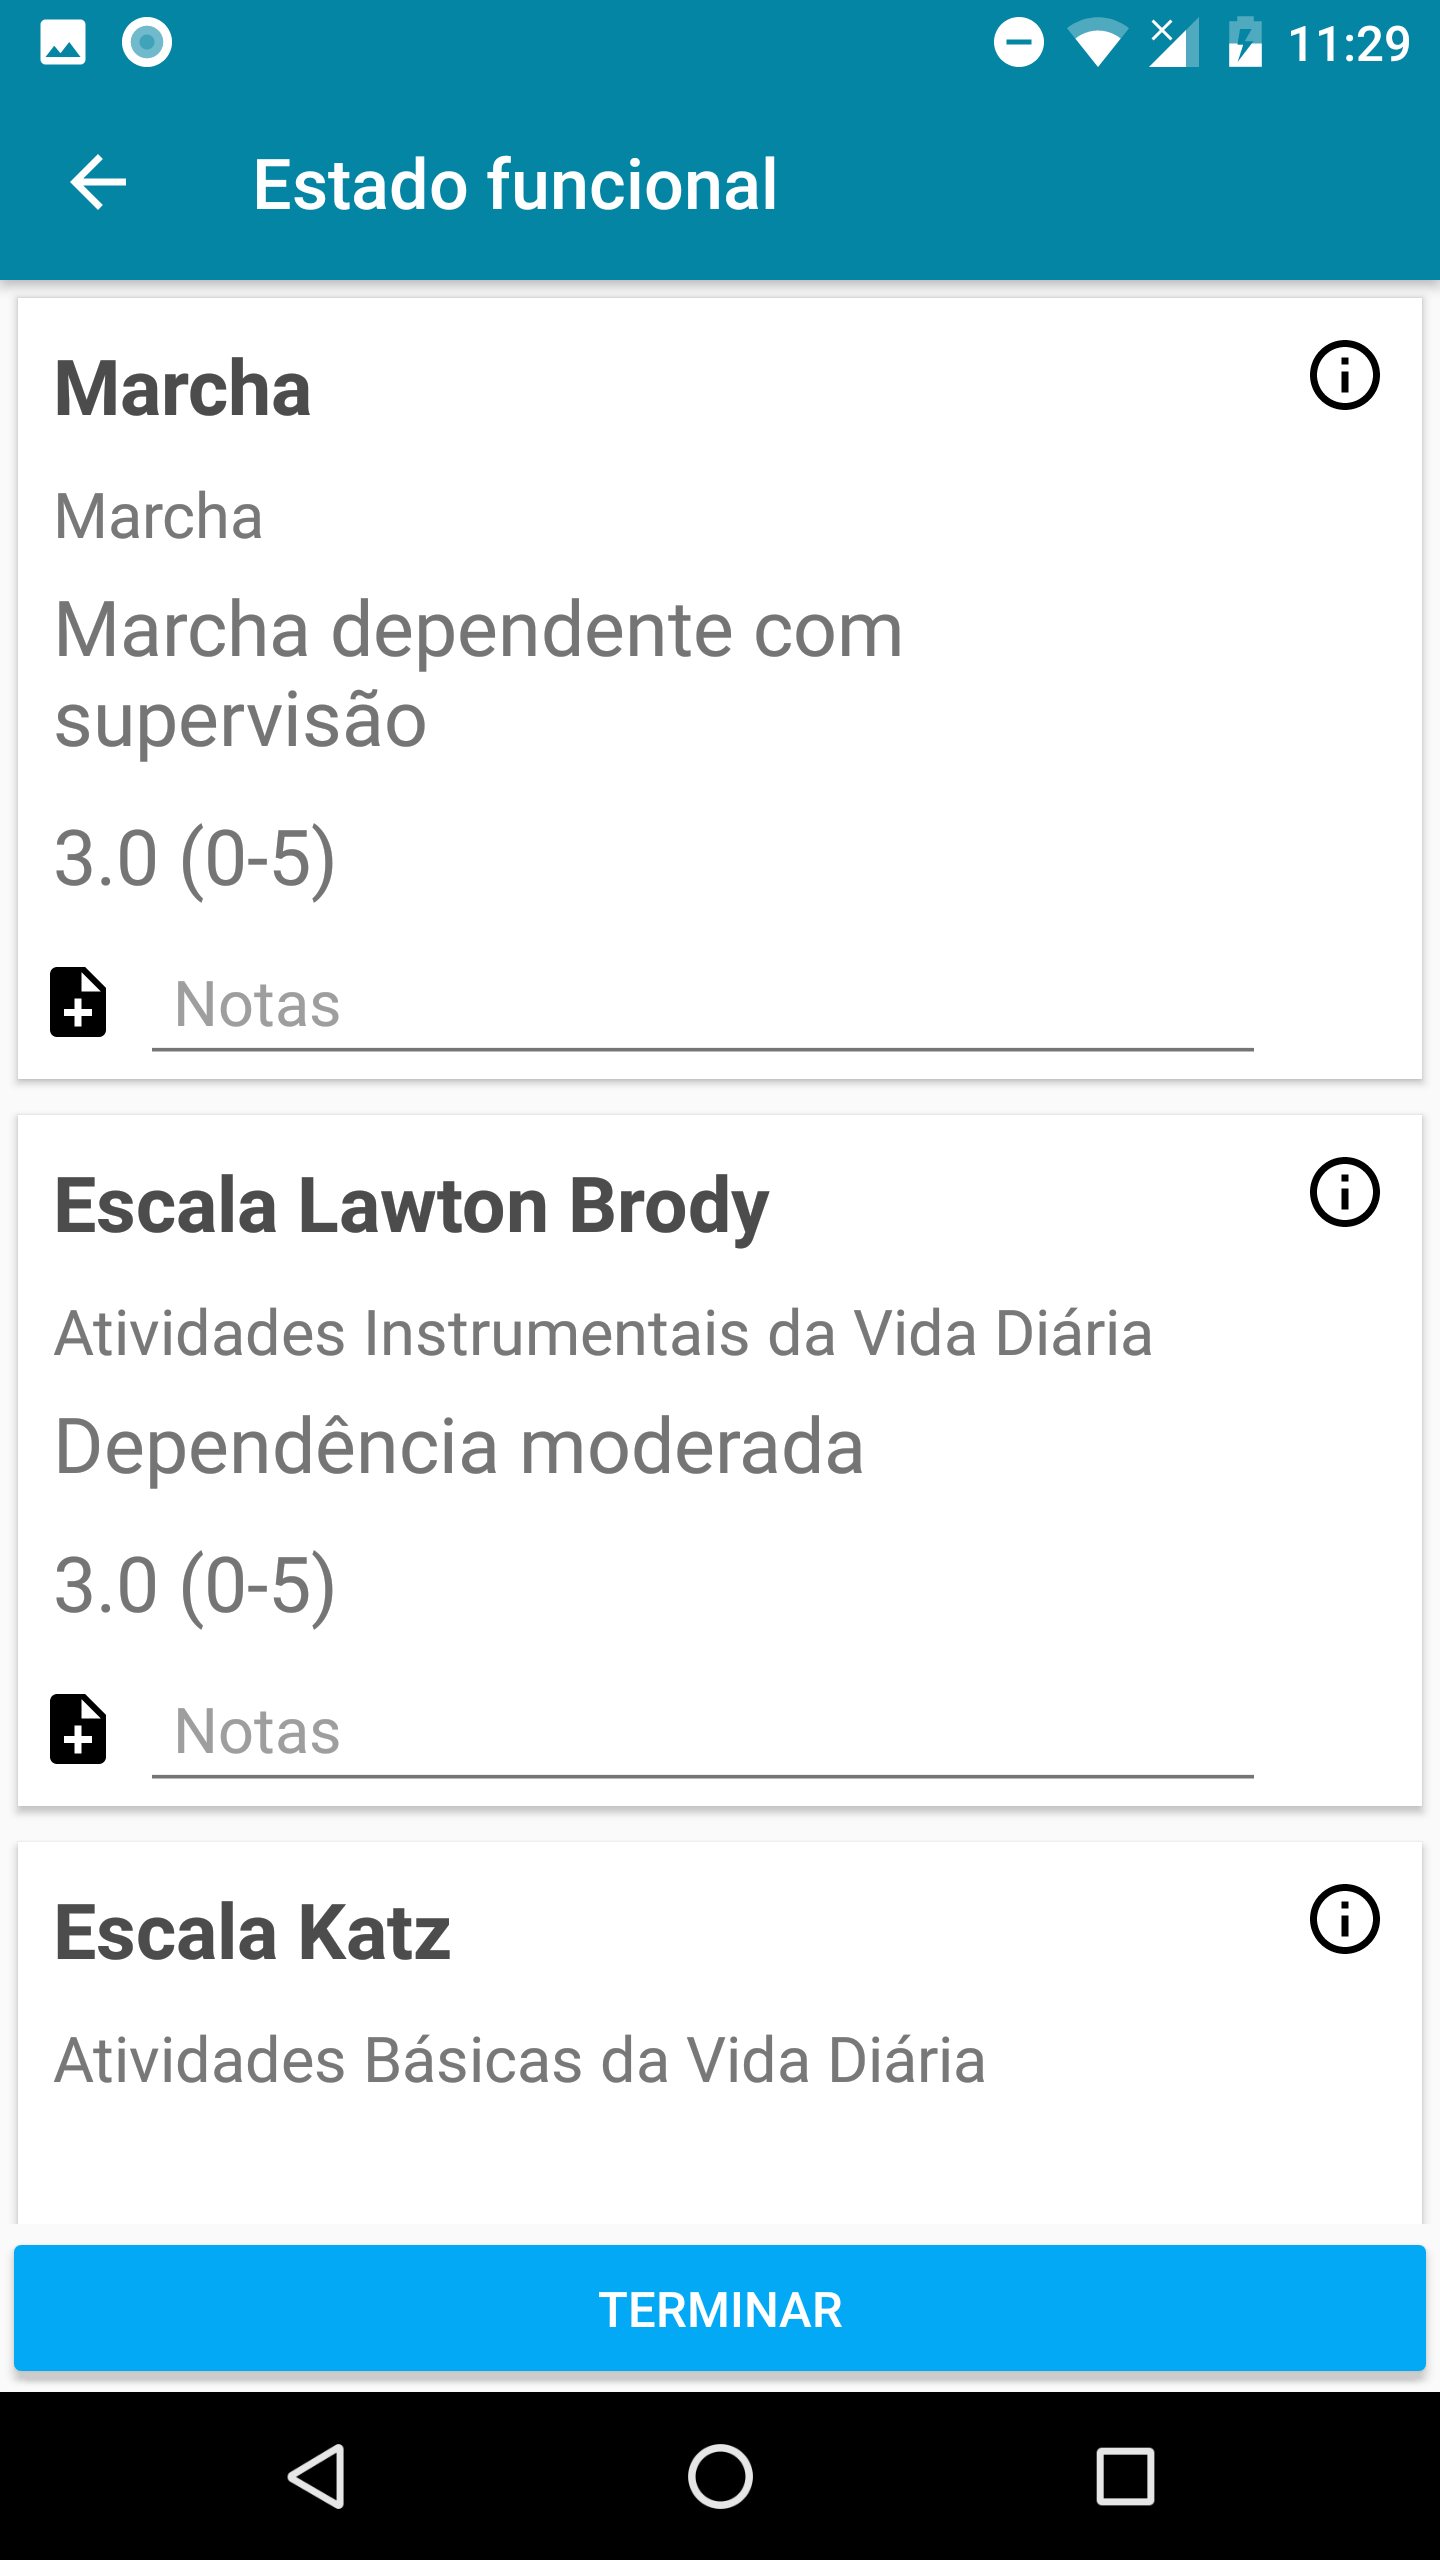 11:29
Estado funcional
Marcha
Marcha
Marcha dependente com
supervisão
3.0 (0-5)
Notas
Escala Lawton Brody
Atividades Instrumentais da Vida Diária
Dependência moderada
3.0 (0-5)
Notas
Escala Katz
Atividades Básicas da Vida Diária
TERMINAR